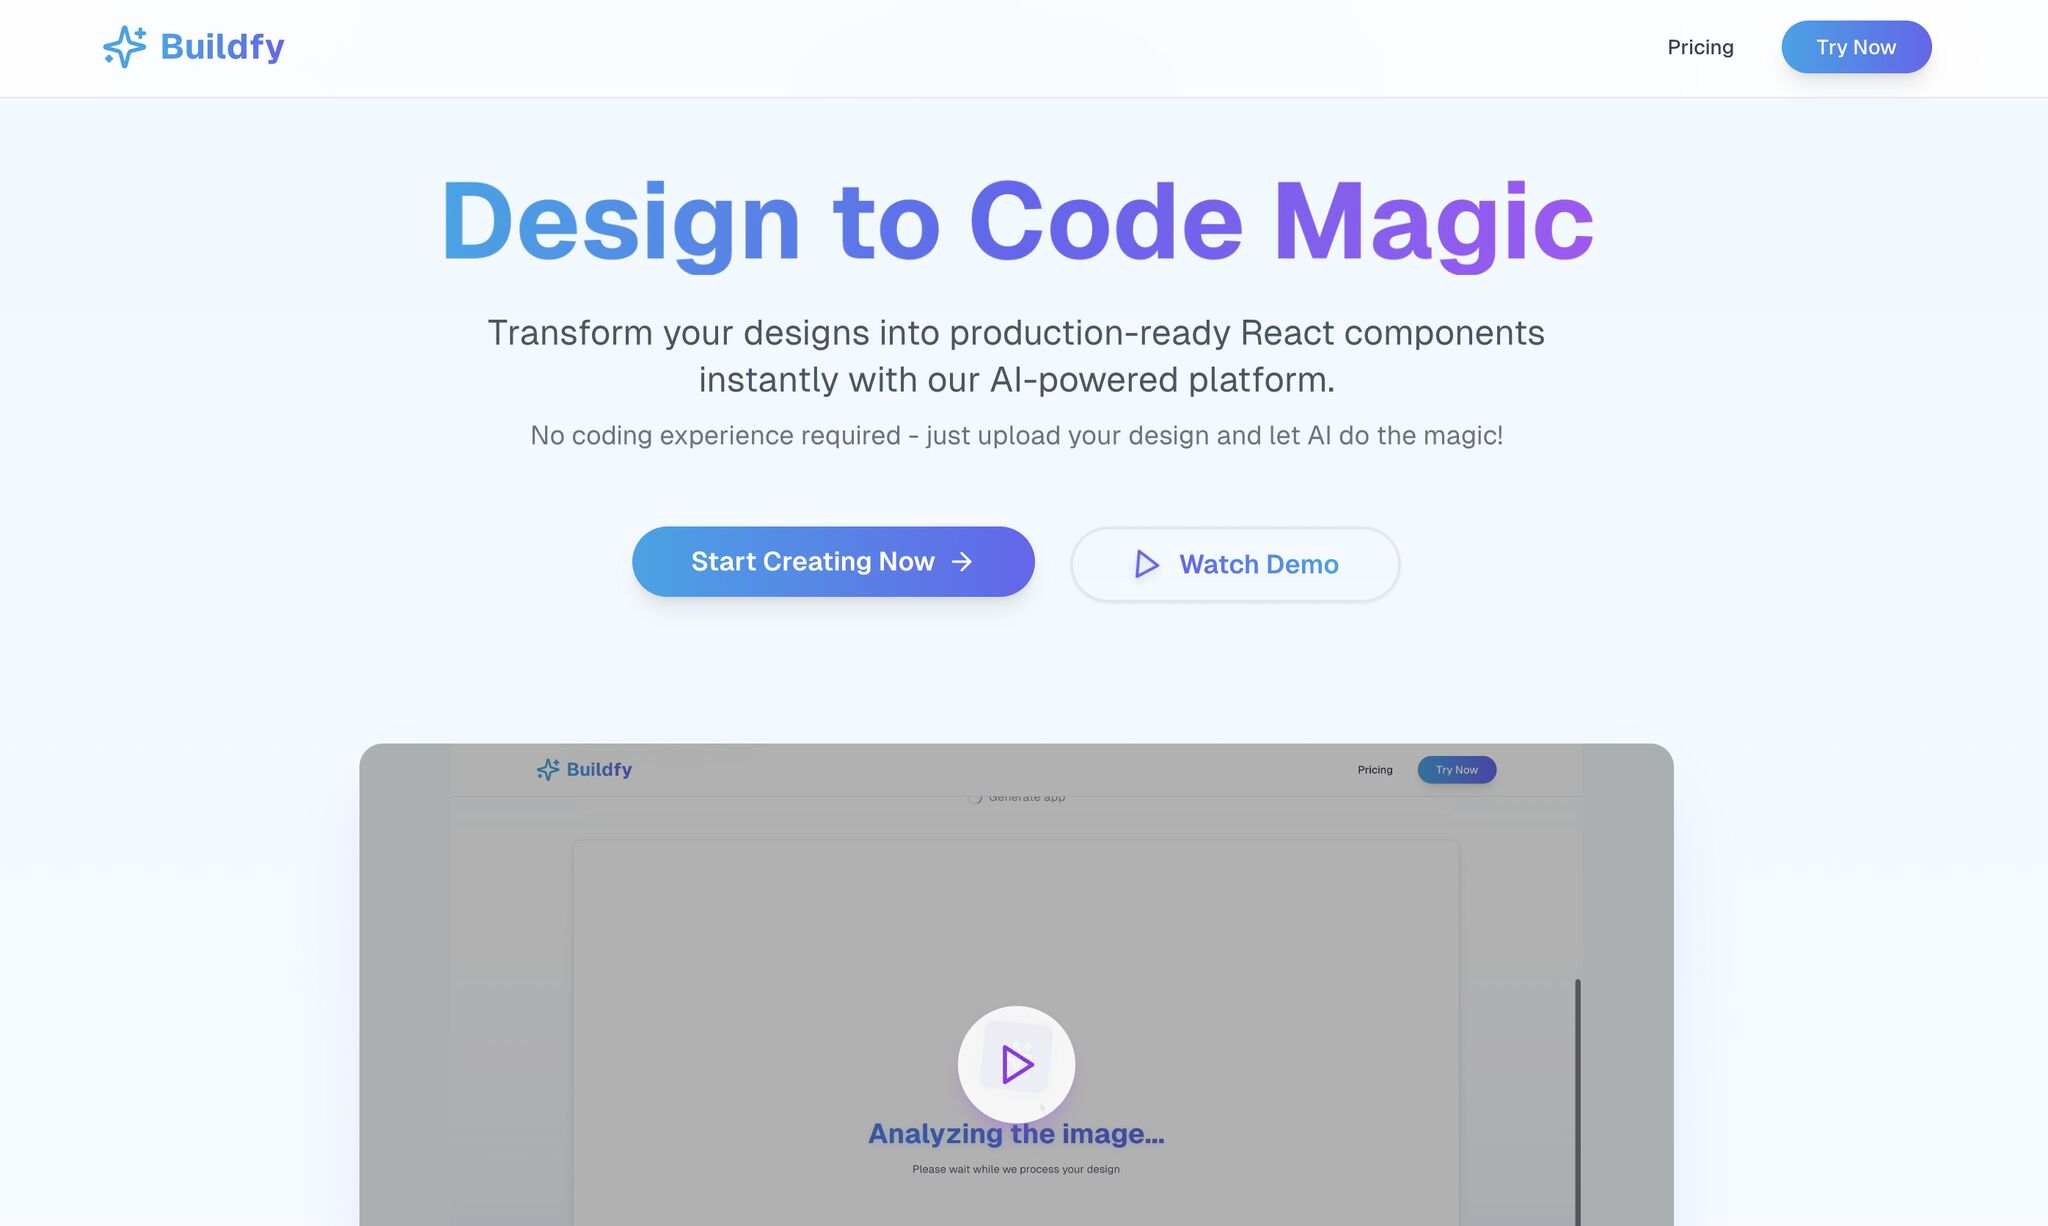 Buildfy
Pricing
Try Now
Design to Code Magic
Transform your designs into production-ready React components
instantly with our AI-powered platform.
No coding experience required - just upload your design and let AI do the magic!
Start Creating Now
Watch Demo
Buildfy
Pricing
Try Now
Generate app
Analyzing the image...
Please wait while we process your design